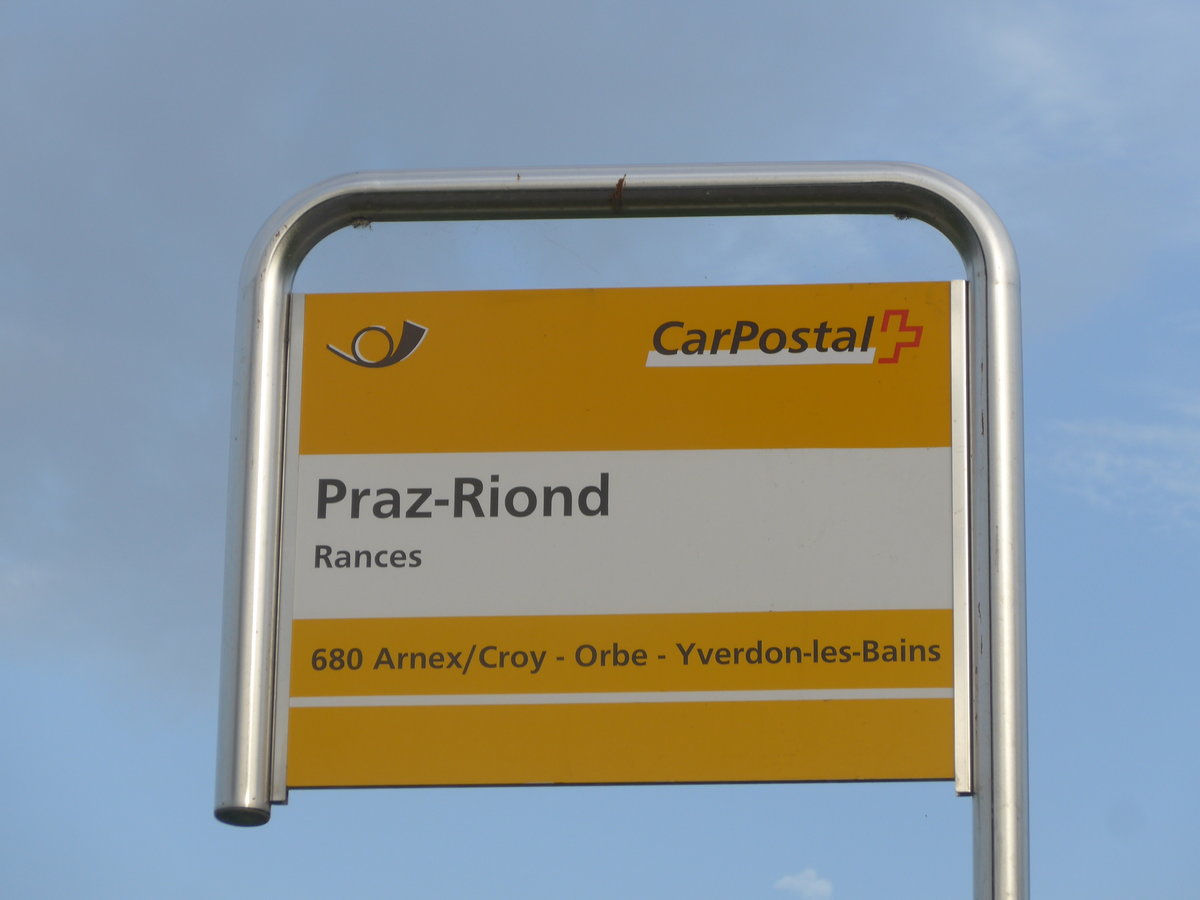 CarPostal
Praz-Riond
Rances
680 Arnex/Croy - Orbe - Yverdon-les-Bains